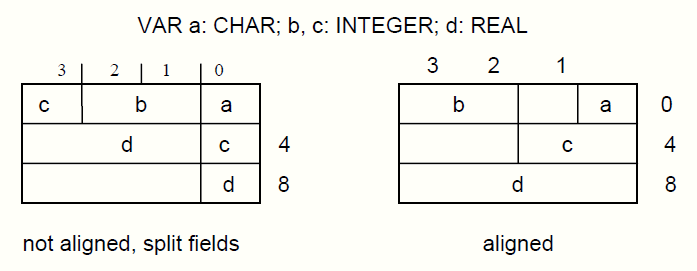 VAR a: CHAR; b, c: INTEGER; d: REAL
3 2 1 0
c b a
d c 4
d 8
not aligned, split fields
3 2 1
b a 0
c 4
d 8
aligned